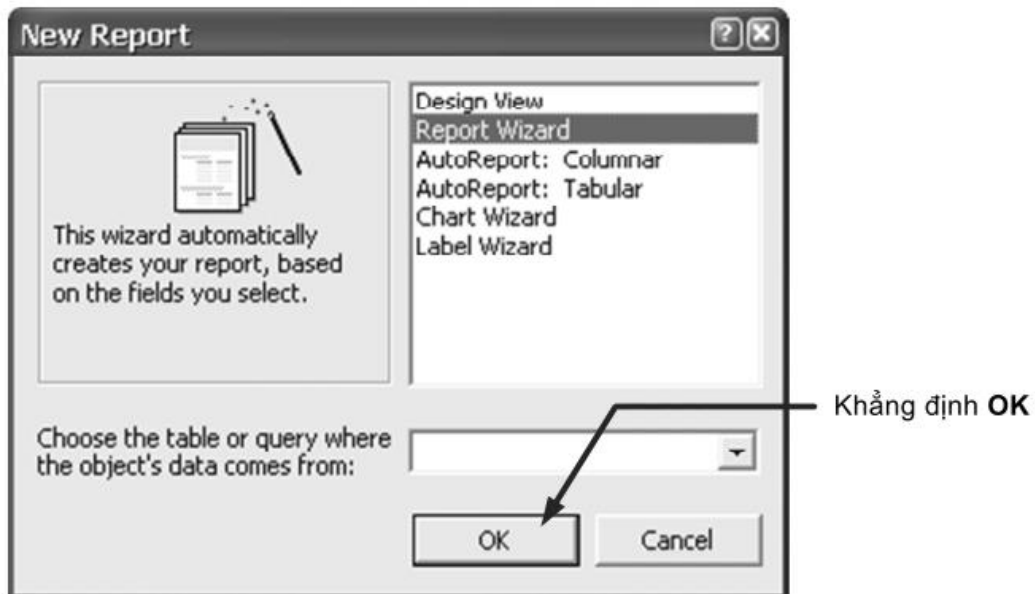 New Report
Design View
Report Wizard
AutoReport: Columnar
AutoReport: Tabular
Chart Wizard
Label Wizard
This wizard automatically
creates your report, based
on the fields you select.
Khẳng định OK
Choose the table or query where
the object's data comes from:
OK
Cancel